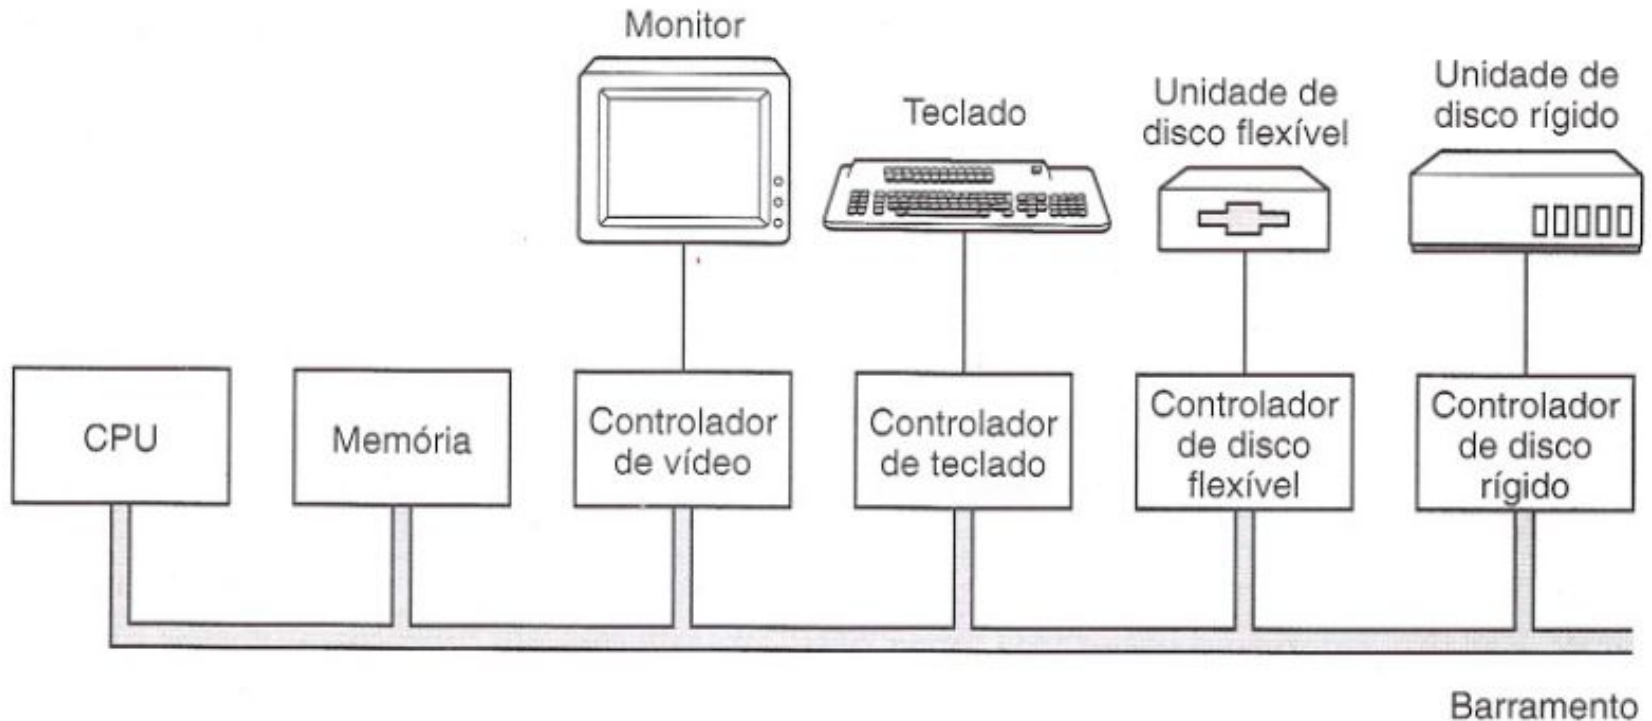 Monitor
Teclado
Unidade de
disco flexível
Unidade de
disco rígido
CPU
Memória
Controlador
de vídeo
Controlador
de teclado
Controlador
de disco
flexível
Controlador
de disco
rígido
Barramento